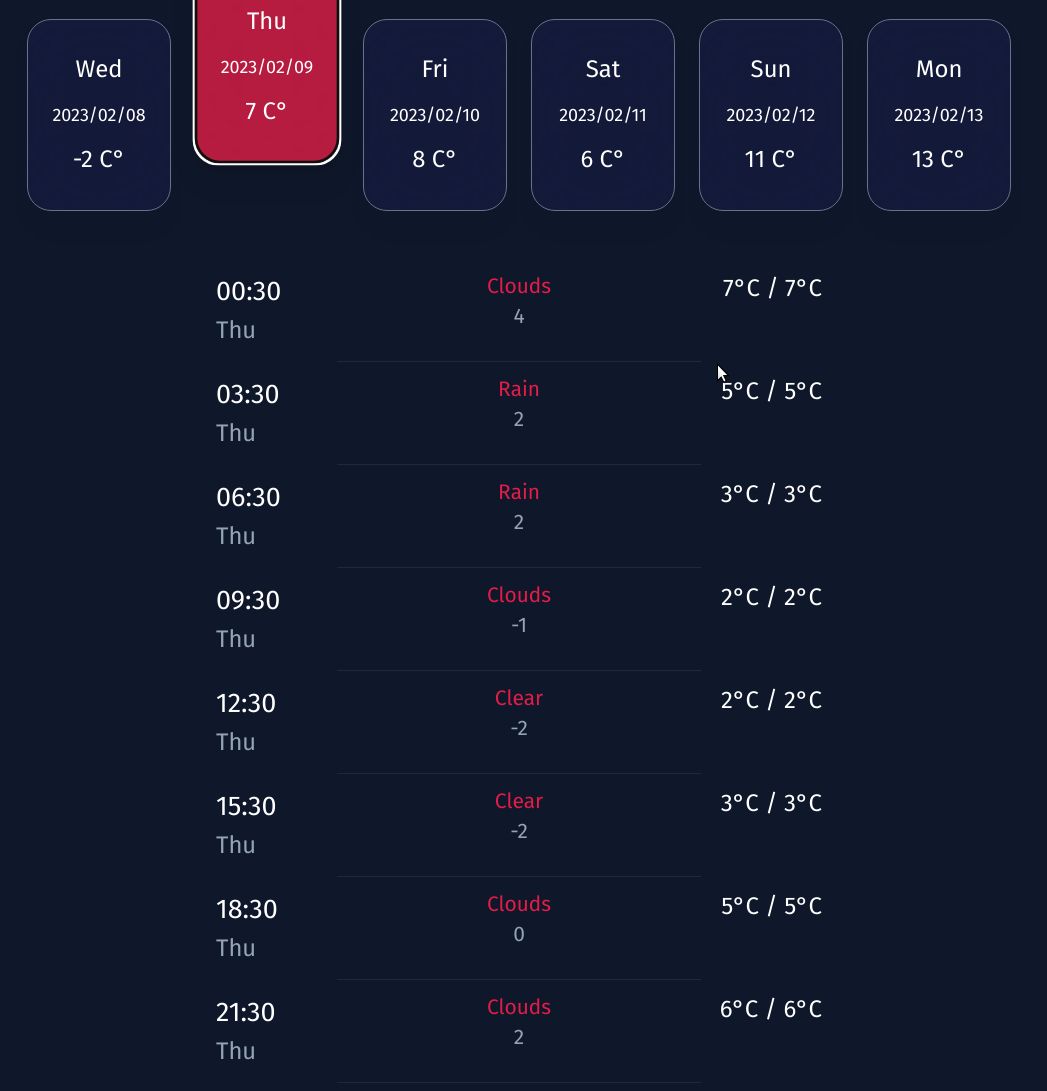 Wed
2023/02/08
-2 C°
Thu
2023/02/09
7 C°
Fri
2023/02/10
8 C°
Sat
2023/02/11
6 C°
Sun
2023/02/12
11 C°
Mon
2023/02/13
13 C°
00:30
Thu
Clouds
4
7°C / 7°C
03:30
Thu
Rain
2
5°C / 5°C
06:30
Thu
Rain
2
3°C / 3°C
09:30
Thu
Clouds
-1
2°C / 2°C
12:30
Thu
Clear
-2
2°C / 2°C
15:30
Thu
Clear
-2
3°C / 3°C
18:30
Thu
Clouds
0
5°C / 5°C
21:30
Thu
Clouds
2
6°C / 6°C